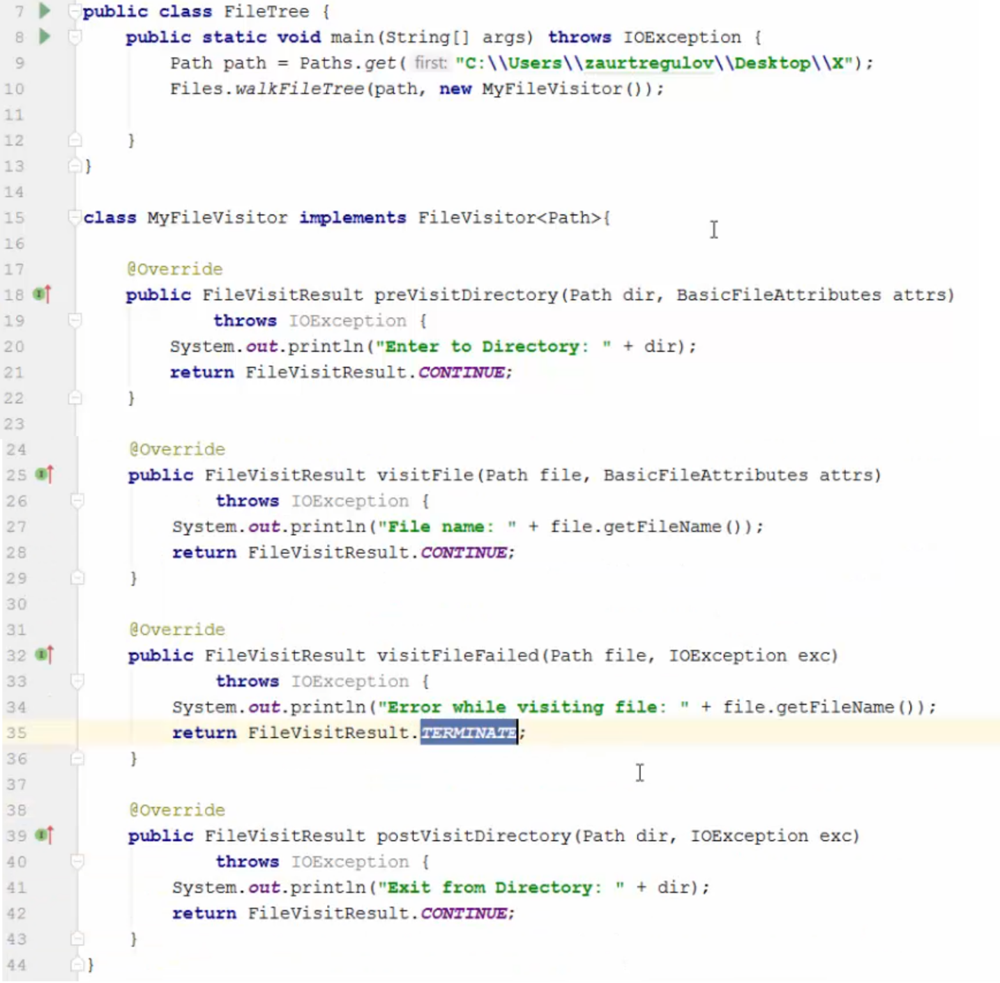 7 public class FileTree {
8 public static void main(String[] args) throws IOException {
9 Path path = Paths.get( first: "C:\\Users\\zaurtregulov\\Desktop\\X");
10 Files.walkFileTree(path, new MyFileVisitor());
11
12 }
13 }
14
15 class MyFileVisitor implements FileVisitor<Path>{
16
17 @Override
18 public FileVisitResult preVisitDirectory(Path dir, BasicFileAttributes attrs)
19 throws IOException {
20 System.out.println("Enter to Directory: " + dir);
21 return FileVisitResult.CONTINUE;
22 }
23
24 @Override
25 public FileVisitResult visitFile(Path file, BasicFileAttributes attrs)
26 throws IOException {
27 System.out.println("File name: " + file.getFileName());
28 return FileVisitResult.CONTINUE;
29 }
30
31 @Override
32 public FileVisitResult visitFileFailed(Path file, IOException exc)
33 throws IOException {
34 System.out.println("Error while visiting file: " + file.getFileName());
35 return FileVisitResult.TERMINATE;
36 }
37
38 @Override
39 public FileVisitResult postVisitDirectory(Path dir, IOException exc)
40 throws IOException {
41 System.out.println("Exit from Directory: " + dir);
42 return FileVisitResult.CONTINUE;
43 }
44 }